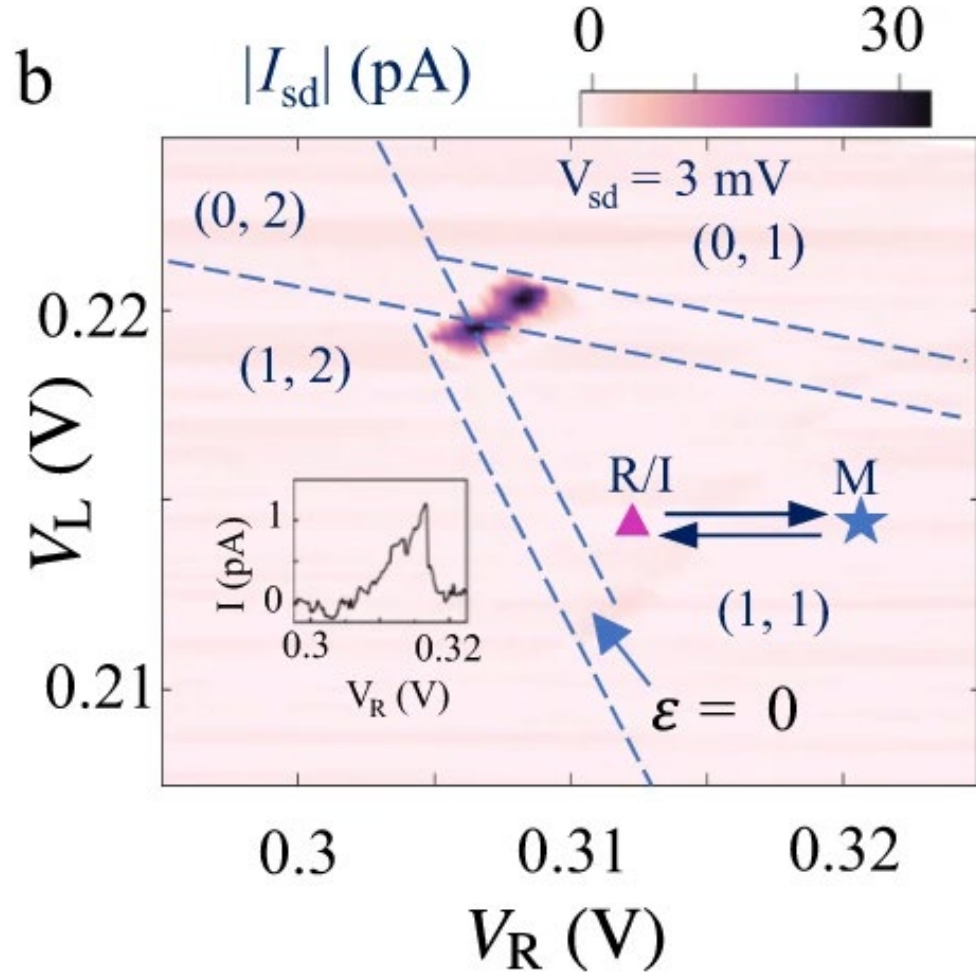 b
|I_sd| (pA)
0 30
V_sd = 3 mV
(0, 2)
(0, 1)
(1, 2)
R/I
M
(1, 1)
ε = 0
0.22
0.21
V_L (V)
1
0
I (pA)
0.3 0.32
V_R (V)
0.3 0.31 0.32
V_R (V)